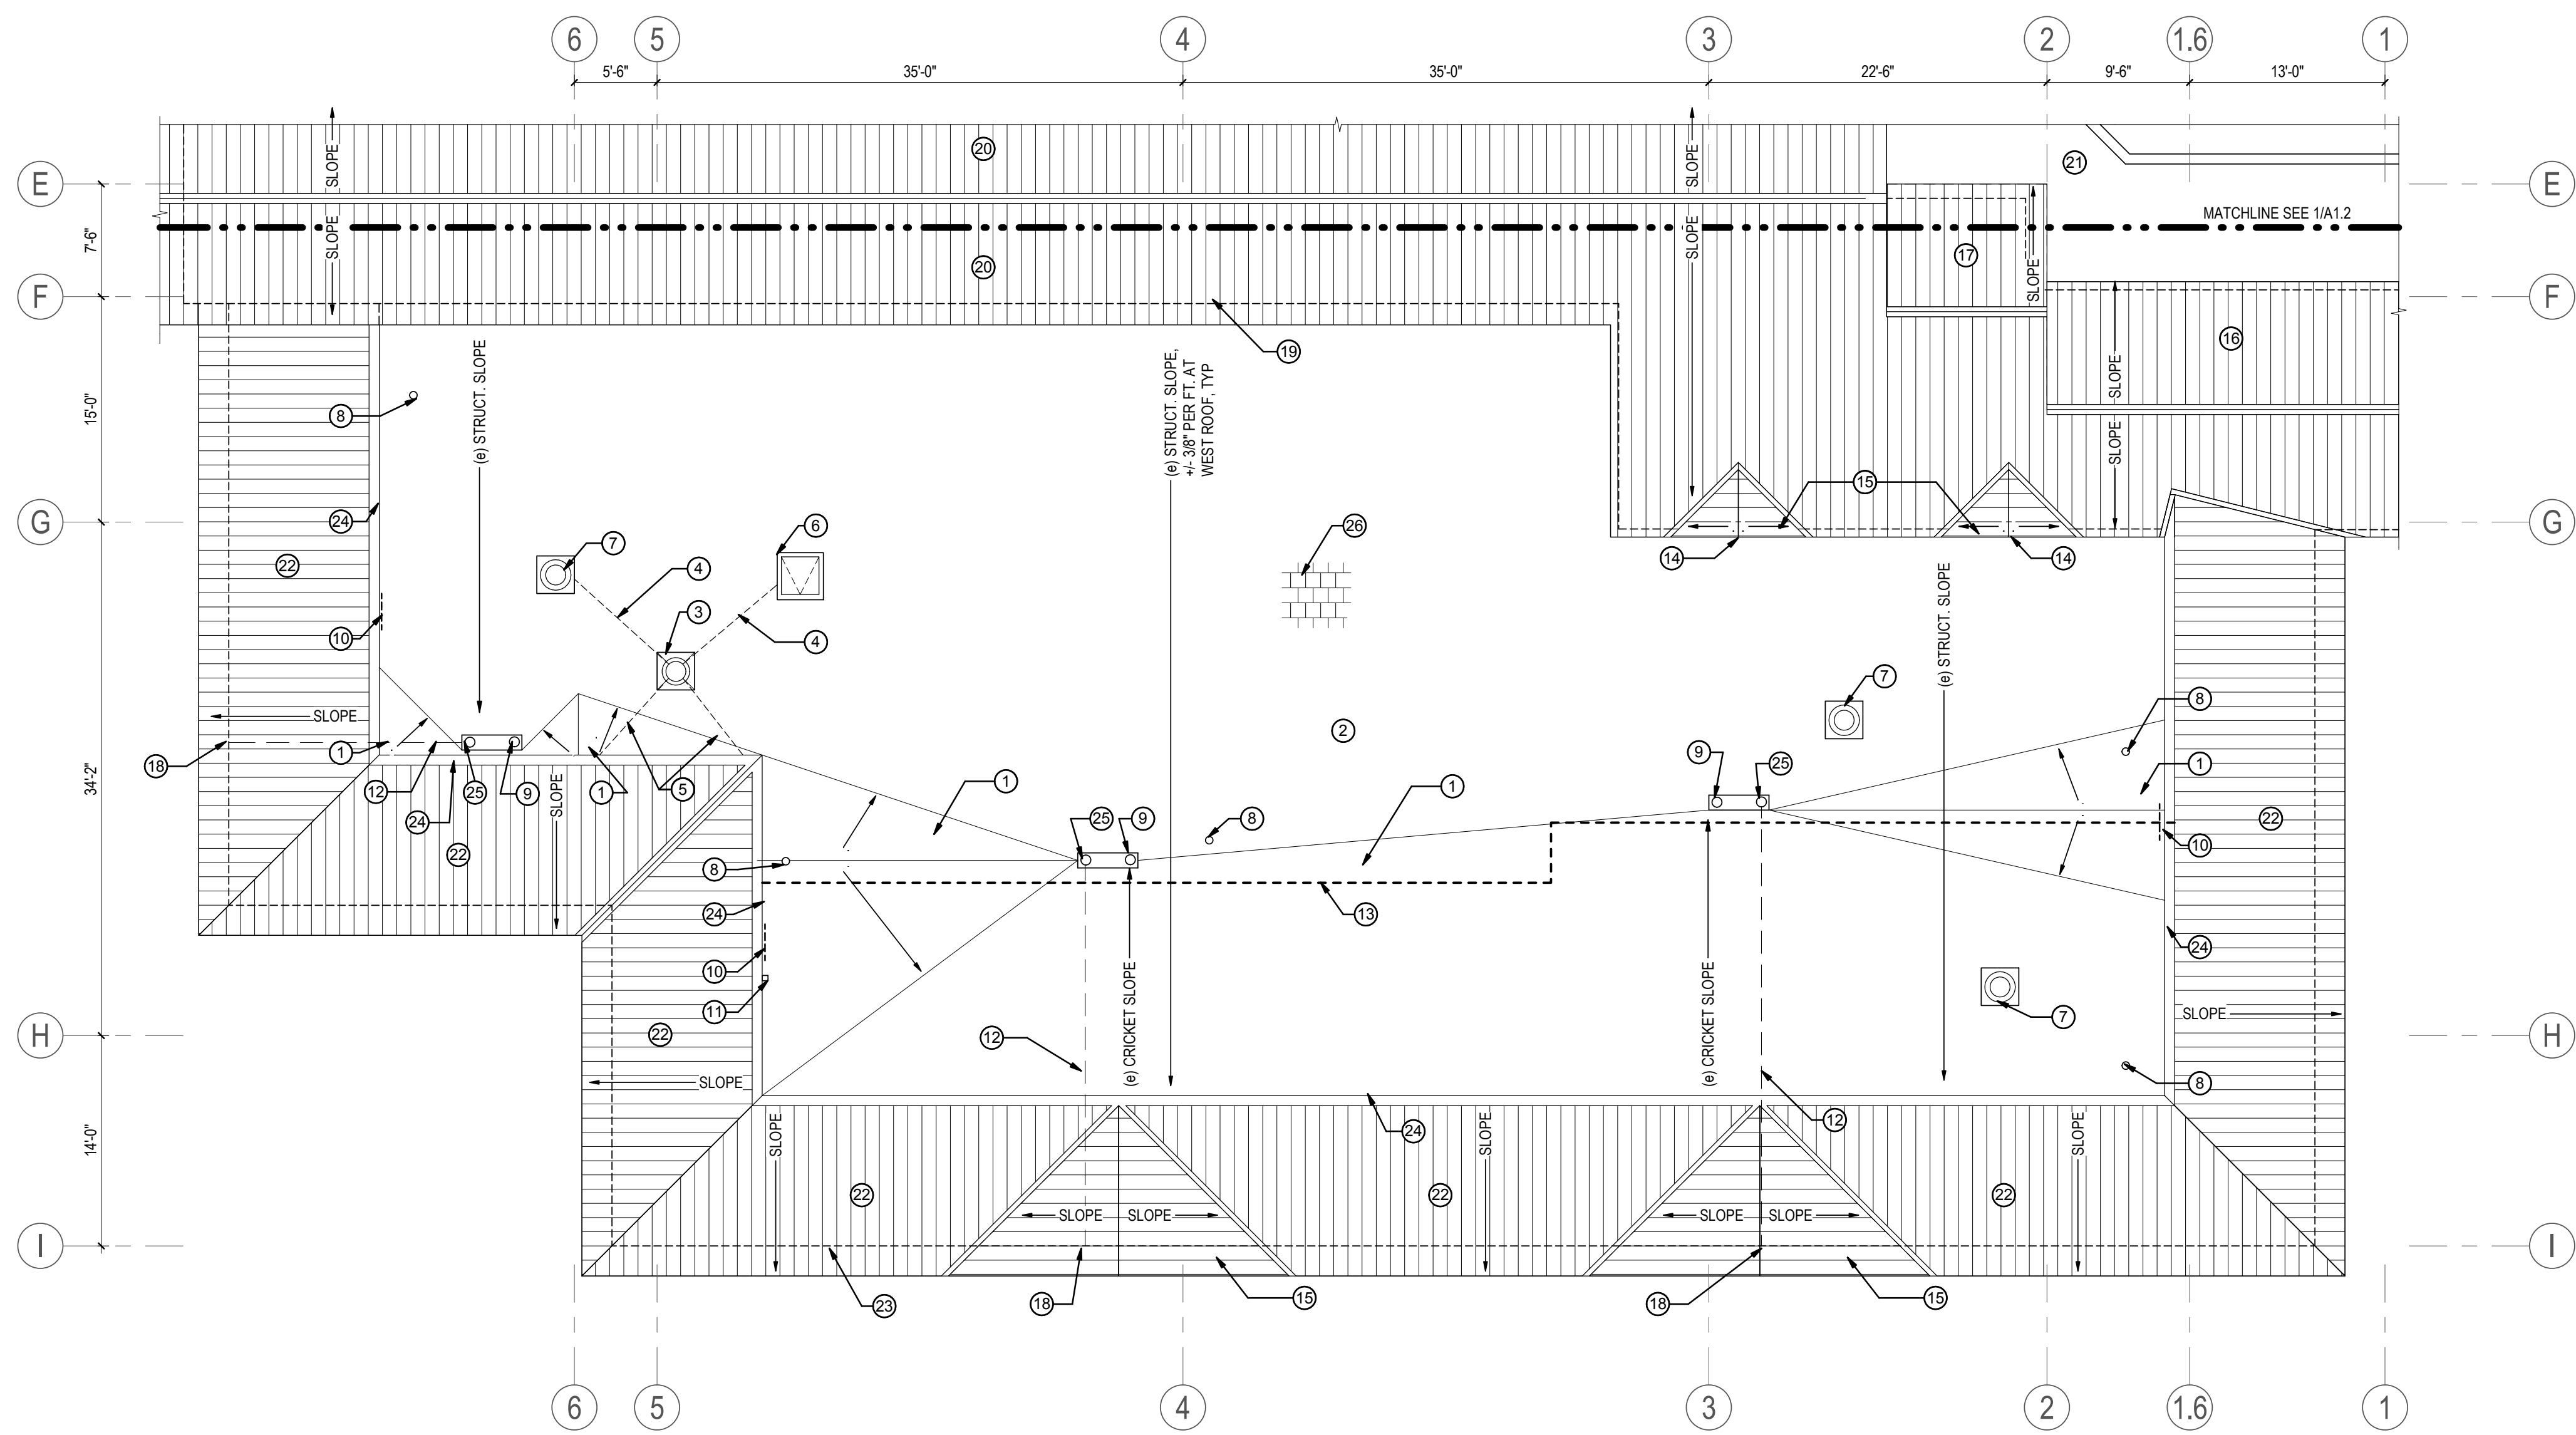 6 5 4 3 2 1.6 1
5'-6" 35'-0" 35'-0" 22'-6" 9'-6" 13'-0"
SLOPE
20
SLOPE
21
E
E
MATCHLINE SEE 1/A1.2
7'-6"
SLOPE
20
SLOPE
17
SLOPE
F
F
19
16
(e) STRUCT. SLOPE
(e) STRUCT. SLOPE,
+/- 3/8" PER FT. AT
WEST ROOF, TYP
SLOPE
15'-0"
8
SLOPE
15
G
24
6
26
G
7
14
14
22
4
(e) STRUCT. SLOPE
3
10
4
7
8
SLOPE
2
1
9
25
1
18
34'-2"
12
25
9
SLOPE
1
5
1
1
24
25
9
8
22
10
22
8
24
13
24
10
11
(e) CRICKET SLOPE
(e) CRICKET SLOPE
SLOPE
7
H
22
12
H
SLOPE
8
14'-0"
SLOPE
24
SLOPE
12
SLOPE
22
22
22
SLOPE SLOPE
SLOPE SLOPE
I
I
23
18
15
18
15
6 5 4 3 2 1.6 1